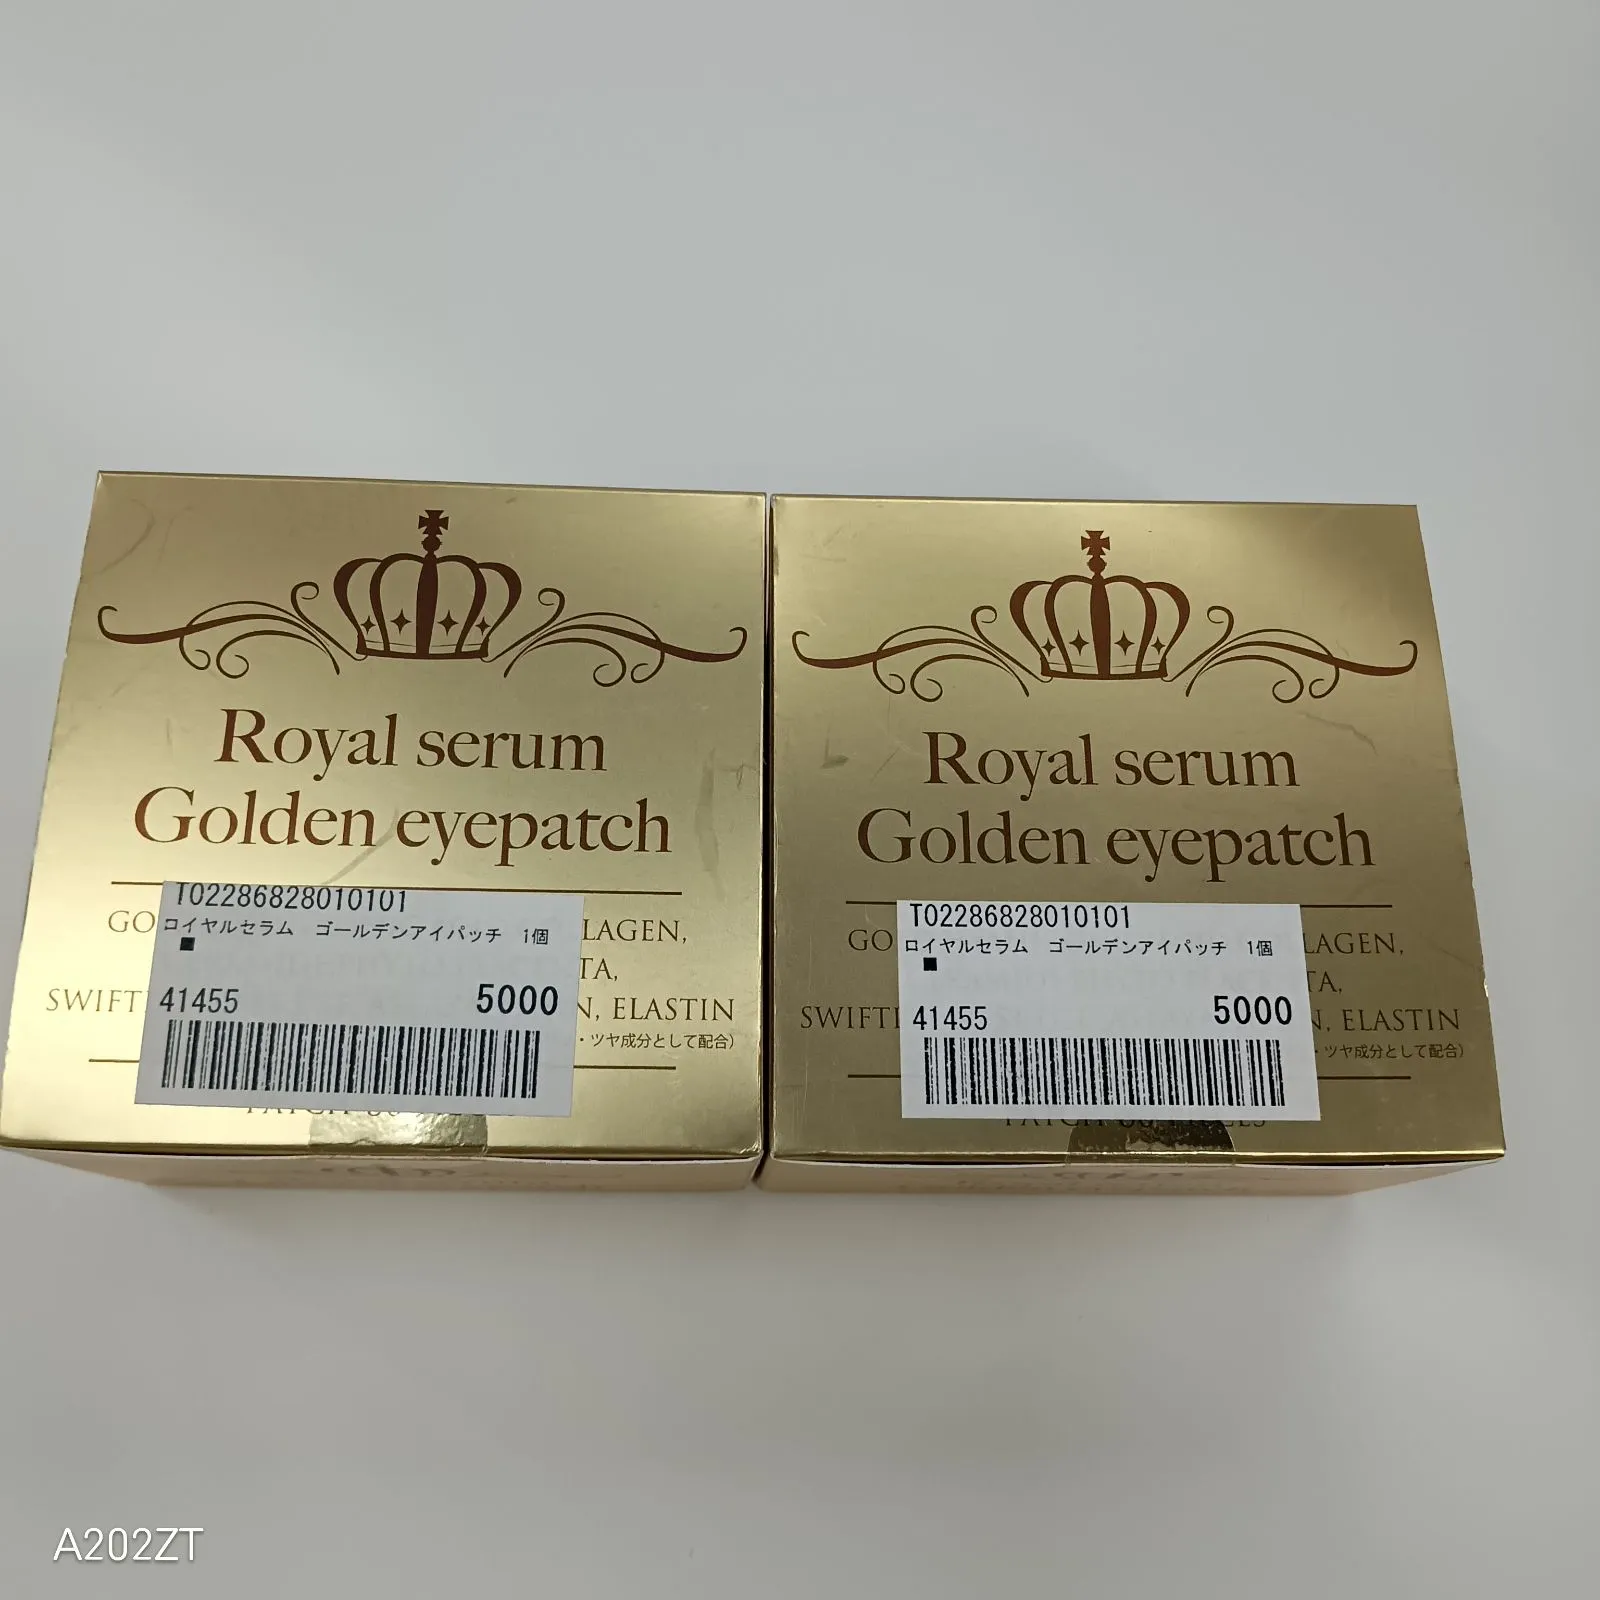 Royal serum
Golden eyepatch
T02286828010101
GO ロイヤルセラム ゴールデンアイパッチ 1個 LAGEN,
■ TA,
SWIFT 41455 5000 N, ELASTIN
・ツヤ成分として配合)
Royal serum
Golden eyepatch
T02286828010101
GO ロイヤルセラム ゴールデンアイパッチ 1個 LAGEN,
■ TA,
SWIFTL 41455 5000 N, ELASTIN
・ツヤ成分として配合)
A202ZT